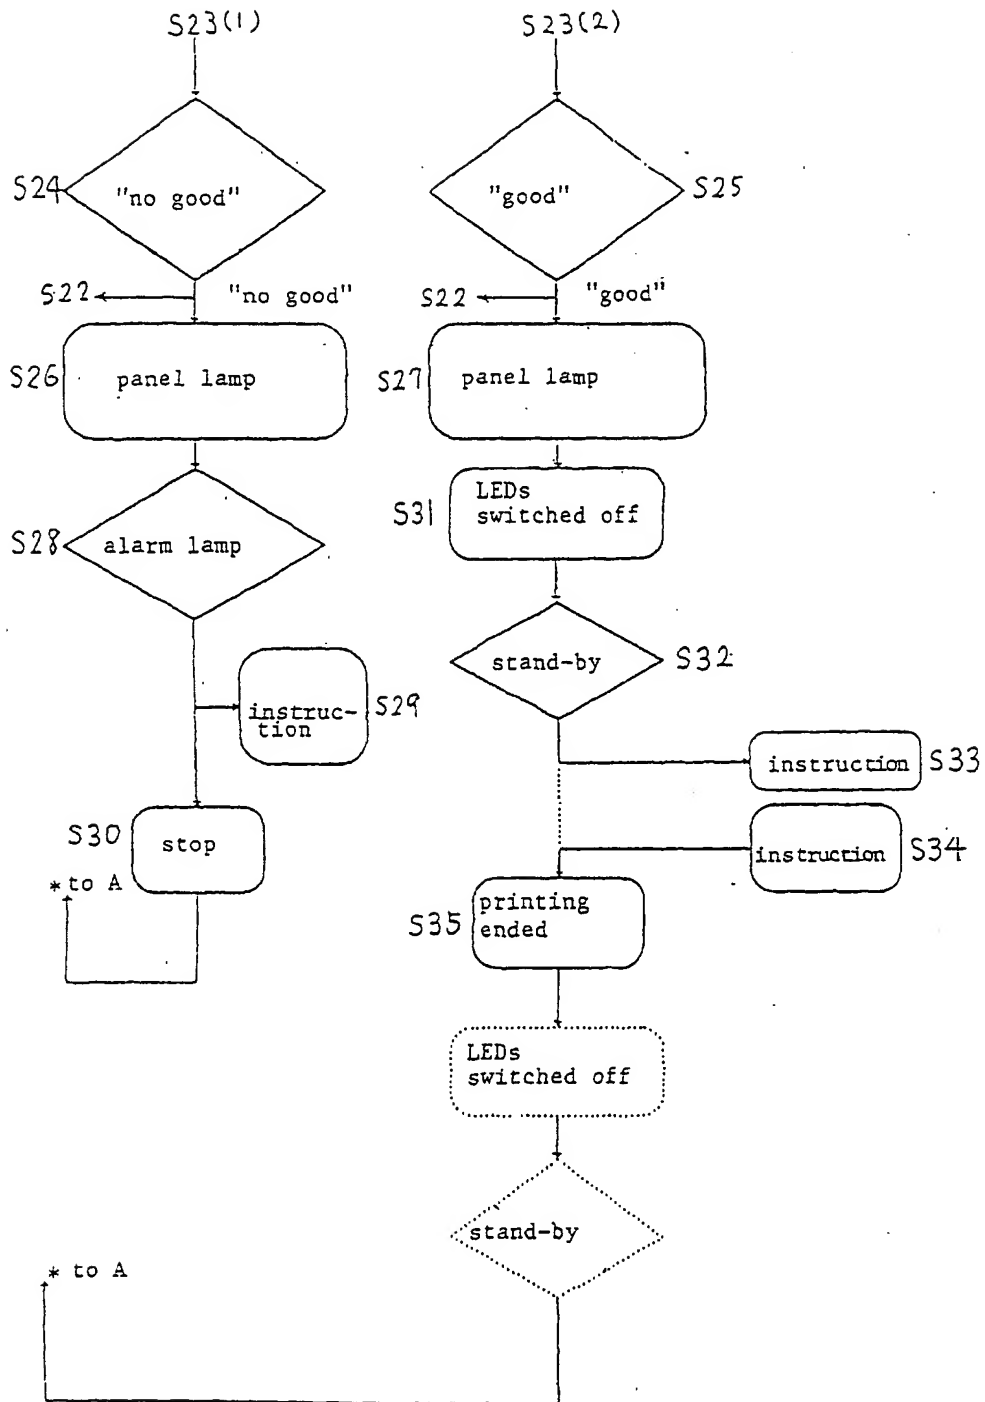 S23(1)
S23(2)
S24
"no good"
"good"
S25
S22
"no good"
S22
"good"
S26
panel lamp
S27
panel lamp
S28
alarm lamp
S31
LEDs
switched off
stand-by
S32
instruc-
tion
S29
instruction
S33
S30
stop
* to A
instruction
S34
S35
printing
ended
LEDs
switched off
stand-by
* to A